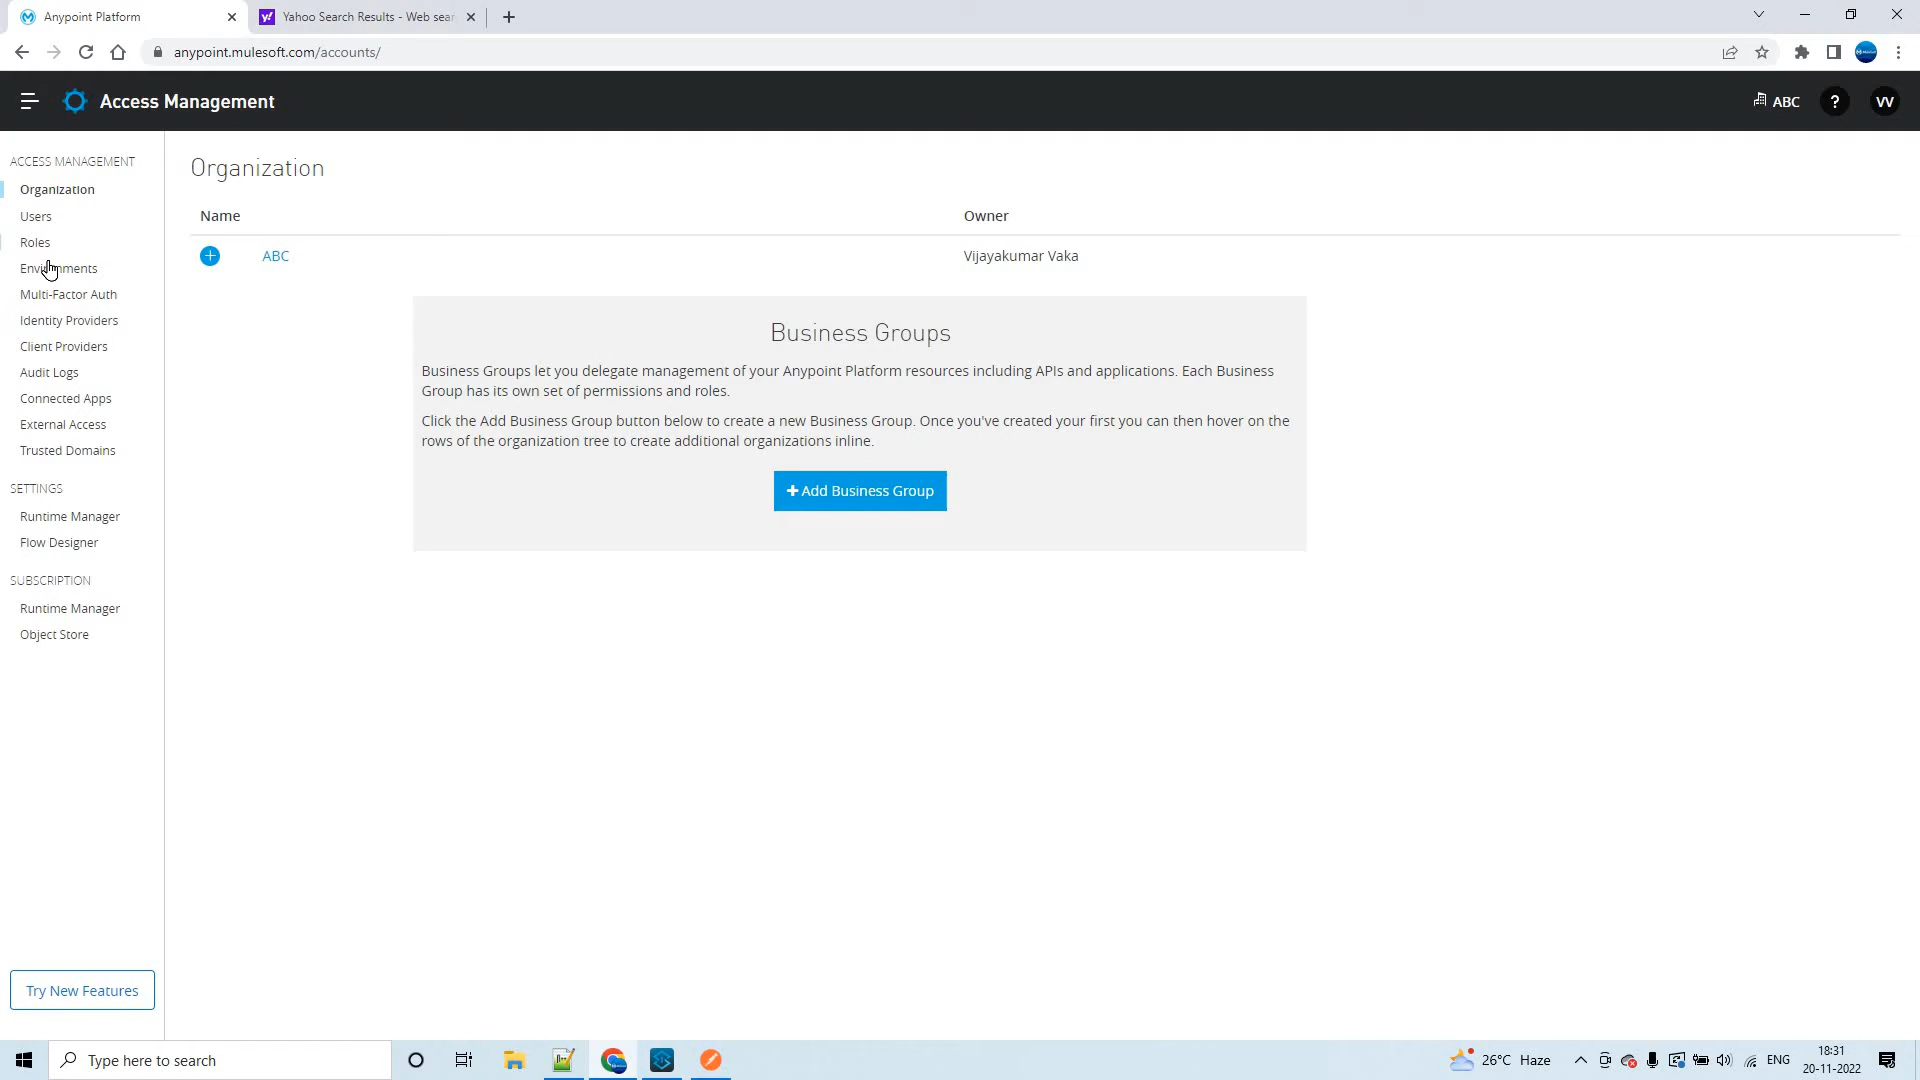 Anypoint Platform
Yahoo Search Results - Web sear
anypoint.mulesoft.com/accounts/
Access Management
ABC
?
VV
ACCESS MANAGEMENT
Organization
Users
Roles
Environments
Multi-Factor Auth
Identity Providers
Client Providers
Audit Logs
Connected Apps
External Access
Trusted Domains
SETTINGS
Runtime Manager
Flow Designer
SUBSCRIPTION
Runtime Manager
Object Store
Try New Features
Organization
Name Owner
ABC Vijayakumar Vaka
Business Groups
Business Groups let you delegate management of your Anypoint Platform resources including APIs and applications. Each Business
Group has its own set of permissions and roles.
Click the Add Business Group button below to create a new Business Group. Once you've created your first you can then hover on the
rows of the organization tree to create additional organizations inline.
+ Add Business Group
Type here to search
26°C Haze
ENG
18:31
20-11-2022